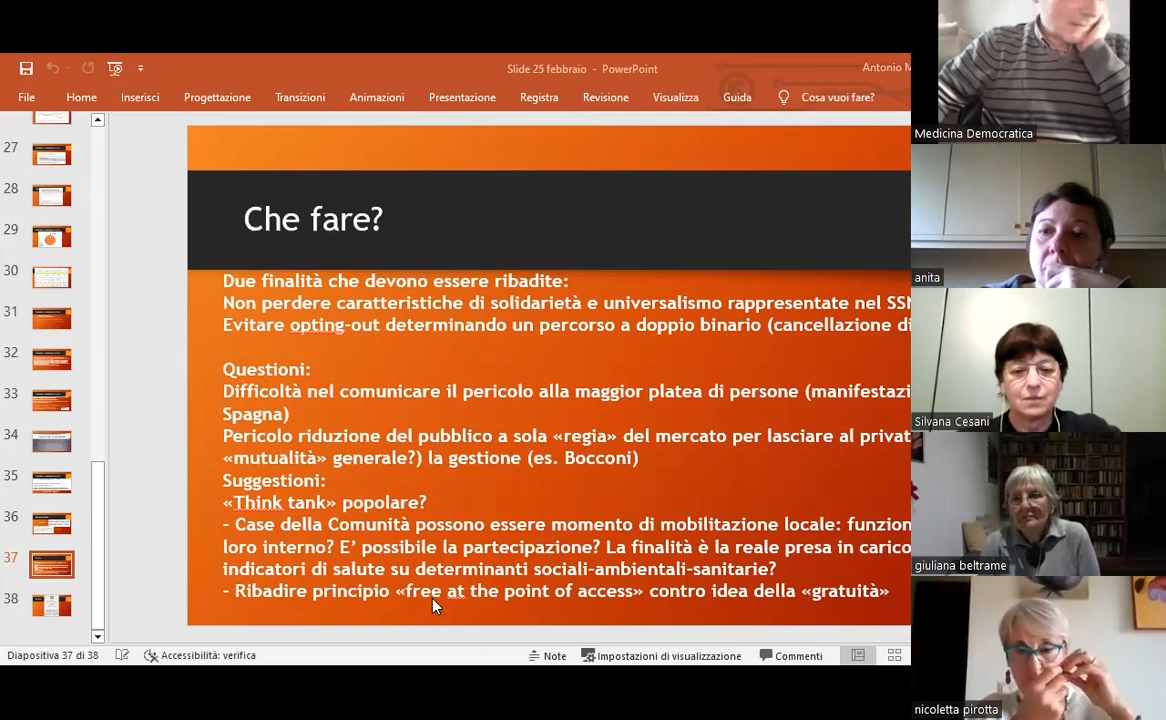 Slide 25 febbraio - PowerPoint
Antonio M
File Home Inserisci Progettazione Transizioni Animazioni Presentazione Registra Revisione Visualizza Guida Cosa vuoi fare?
27
28
29
30
31
32
33
34
35
36
37
38
Che fare?
Due finalità che devono essere ribadite:
Non perdere caratteristiche di solidarietà e universalismo rappresentate nel SSN
Evitare opting-out determinando un percorso a doppio binario (cancellazione di
Questioni:
Difficoltà nel comunicare il pericolo alla maggior platea di persone (manifestazi
Spagna)
Pericolo riduzione del pubblico a sola «regia» del mercato per lasciare al privat
«mutualità» generale?) la gestione (es. Bocconi)
Suggestioni:
«Think tank» popolare?
- Case della Comunità possono essere momento di mobilitazione locale: funzion
loro interno? E' possibile la partecipazione? La finalità è la reale presa in carico
indicatori di salute su determinanti sociali-ambientali-sanitarie?
- Ribadire principio «free at the point of access» contro idea della «gratuità»
Diapositiva 37 di 38 Accessibilità: verifica Note Impostazioni di visualizzazione Commenti
Medicina Democratica
anita
Silvana Cesani
giuliana beltrame
nicoletta pirotta